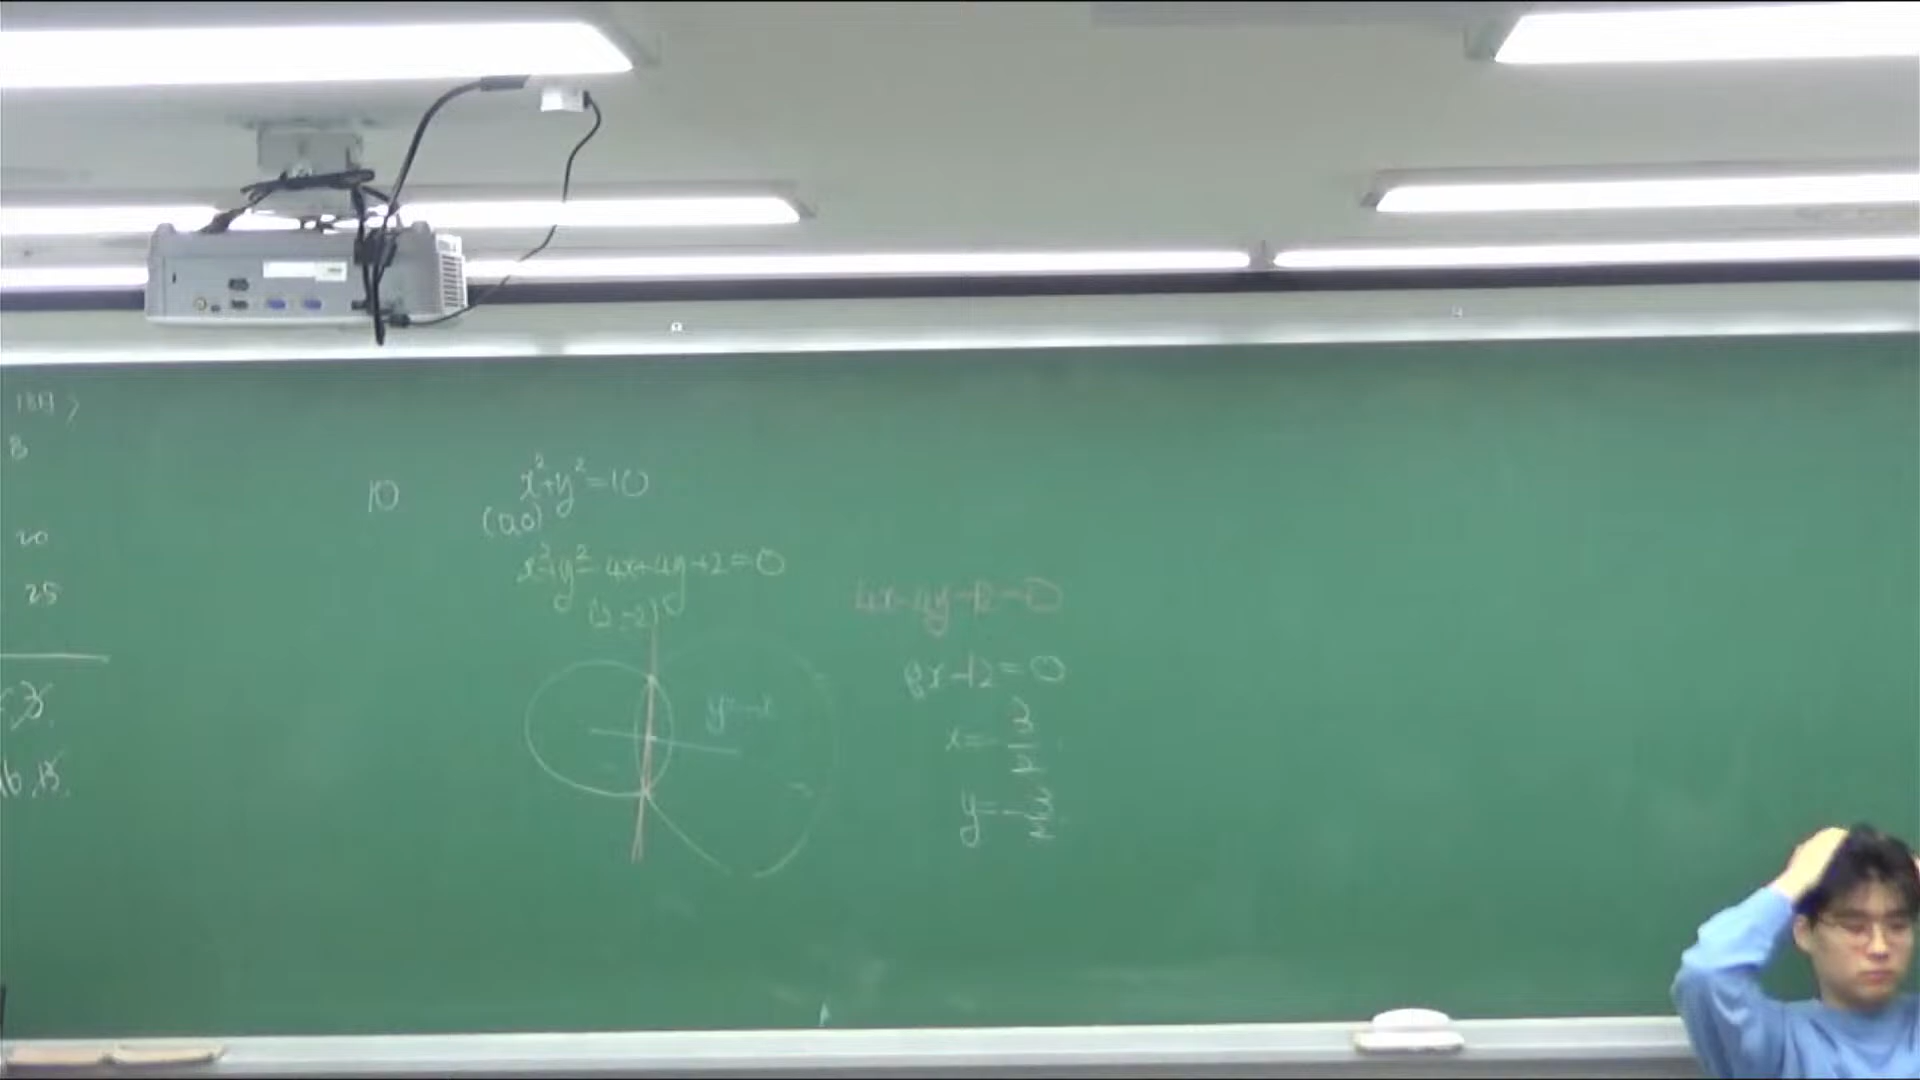 8
20
25
10
x²+y²=10
(0,0)
x²+y²-4x+4y+2=0
(2,-2)
y=-x
4x-4y-12=0
8x-12=0
x=3/2
y=-3/2